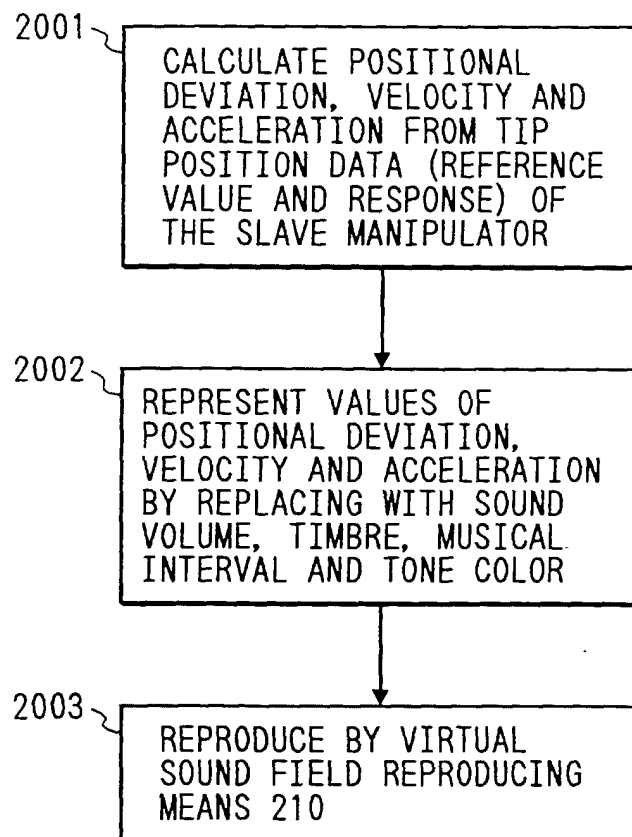 2001
CALCULATE POSITIONAL
DEVIATION, VELOCITY AND
ACCELERATION FROM TIP
POSITION DATA (REFERENCE
VALUE AND RESPONSE) OF
THE SLAVE MANIPULATOR
2002
REPRESENT VALUES OF
POSITIONAL DEVIATION,
VELOCITY AND ACCELERATION
BY REPLACING WITH SOUND
VOLUME, TIMBRE, MUSICAL
INTERVAL AND TONE COLOR
2003
REPRODUCE BY VIRTUAL
SOUND FIELD REPRODUCING
MEANS 210